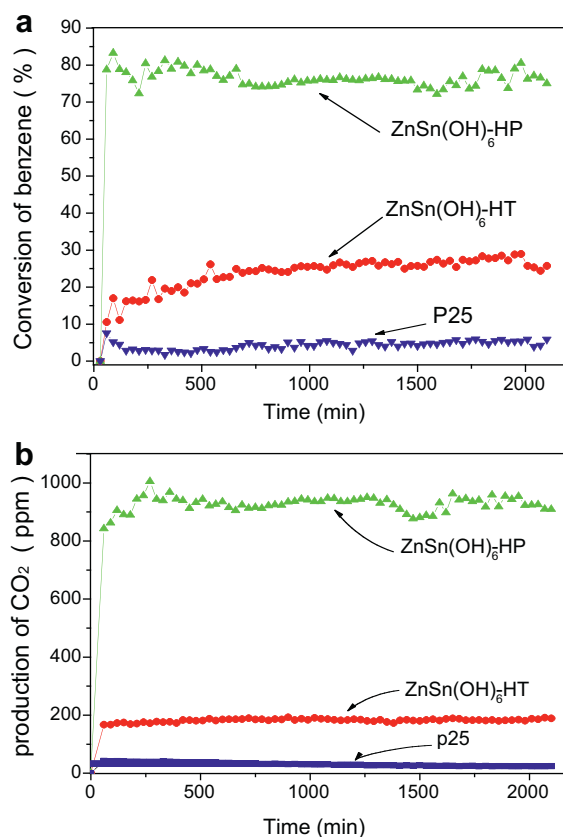 a
90
80
70
60
50
40
30
20
10
0
Conversion of benzene ( % )
ZnSn(OH)6-HP
ZnSn(OH)6-HT
P25
0 500 1000 1500 2000
Time (min)
b
1000
800
600
400
200
0
production of CO2 ( ppm )
ZnSn(OH)6-HP
ZnSn(OH)6-HT
p25
0 500 1000 1500 2000
Time (min)